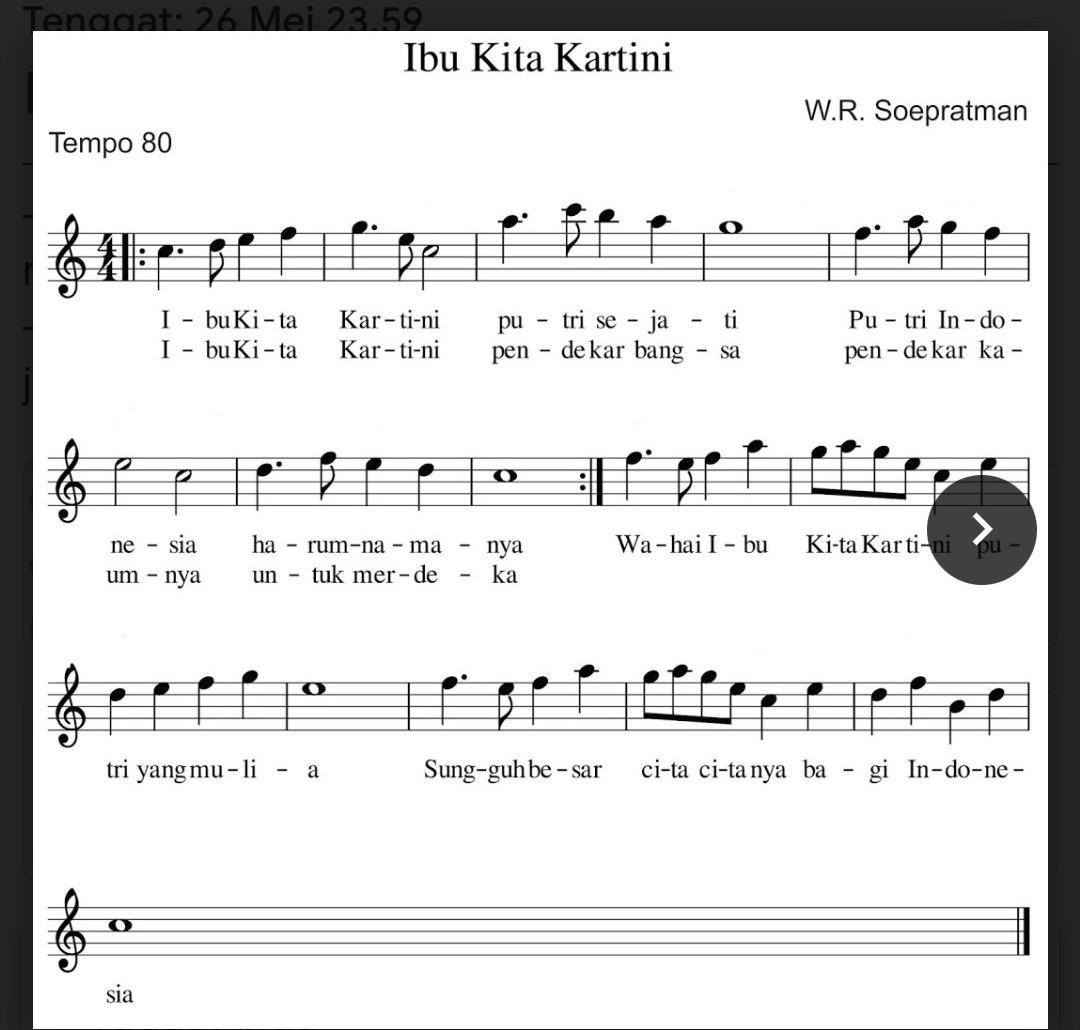 Tenggat: 26 Mei 23.59
Ibu Kita Kartini
W.R. Soepratman
Tempo 80
I - bu Ki - ta Kar - ti - ni pu - tri se - ja - ti Pu - tri In - do -
I - bu Ki - ta Kar - ti - ni pen - de kar bang - sa pen - de kar ka -
ne - sia ha - rum - na - ma - nya Wa - hai I - bu Ki - ta Kar ti - ni pu -
um - nya un - tuk mer - de - ka
tri yang mu - li - a Sung - guh be - sar ci - ta ci - ta nya ba - gi In - do - ne -
sia